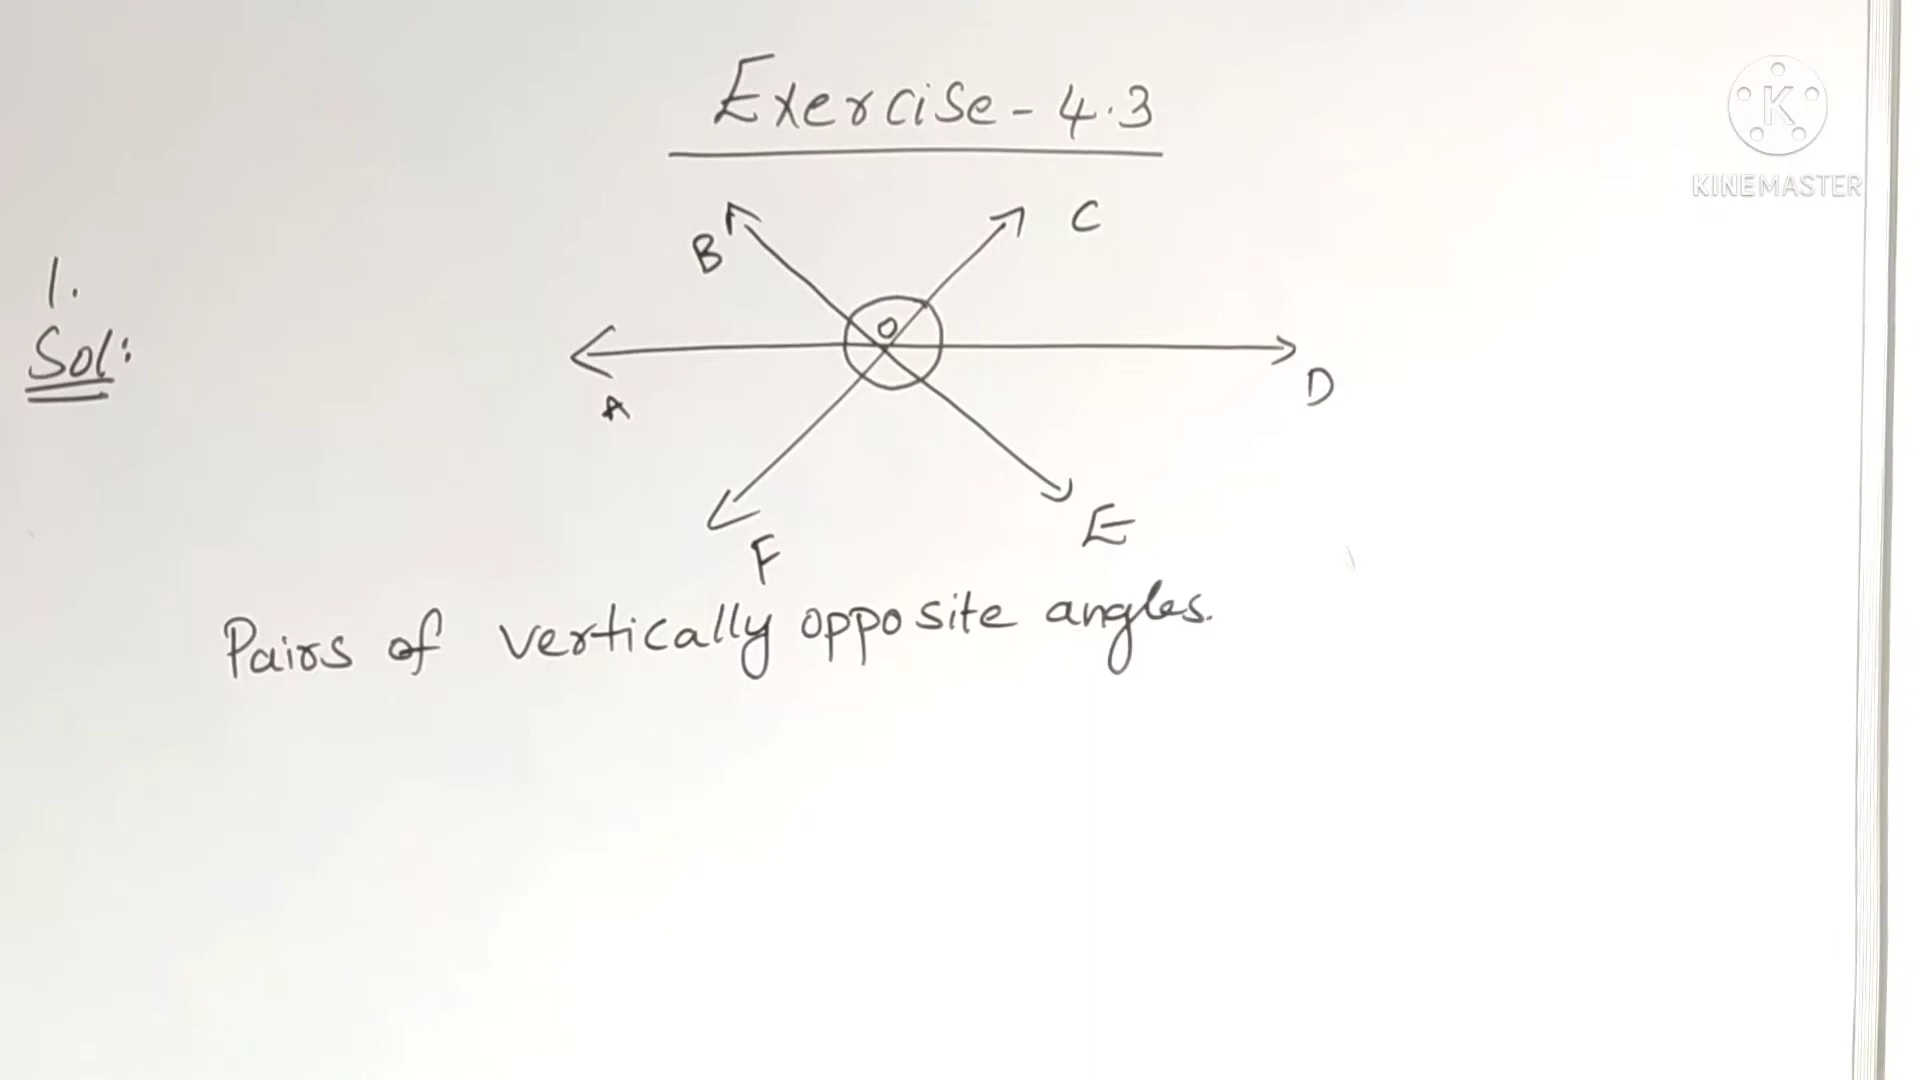 Exercise - 4.3
K
KINEMASTER
B
C
1.
Sol:
O
A
D
F
E
Pairs of vertically opposite angles.